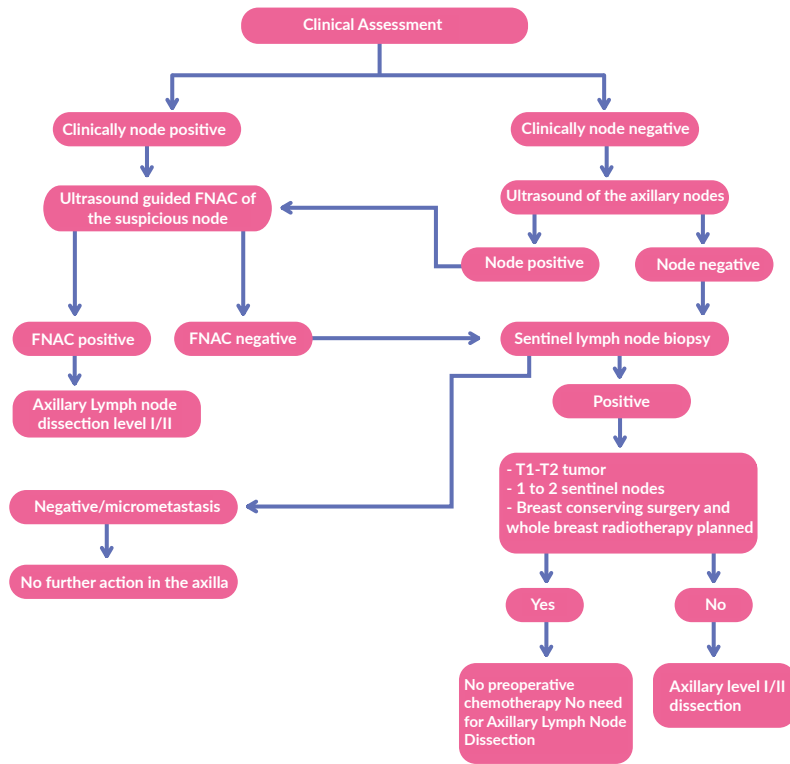 Clinical Assessment
Clinically node positive
Clinically node negative
Ultrasound guided FNAC of
the suspicious node
Ultrasound of the axillary nodes
Node positive
Node negative
FNAC positive
FNAC negative
Sentinel lymph node biopsy
Axillary Lymph node
dissection level I/II
Positive
- T1-T2 tumor
- 1 to 2 sentinel nodes
- Breast conserving surgery and
whole breast radiotherapy planned
Negative/micrometastasis
No further action in the axilla
Yes
No
No preoperative
chemotherapy No need
for Axillary Lymph Node
Dissection
Axillary level I/II
dissection